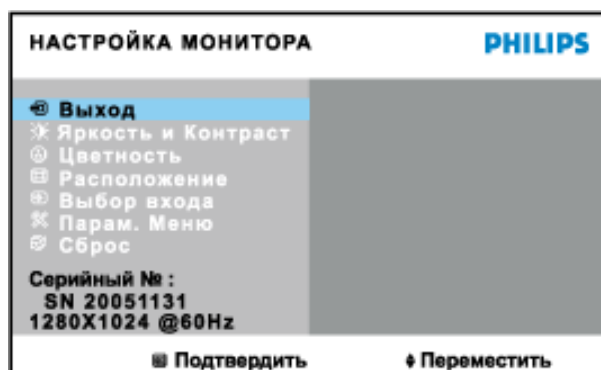 НАСТРОЙКА МОНИТОРА PHILIPS
Выход
Яркость и Контраст
Цветность
Расположение
Выбор входа
Парам. Меню
Сброс
Серийный № :
SN 20051131
1280X1024 @60Hz
Подтвердить Переместить